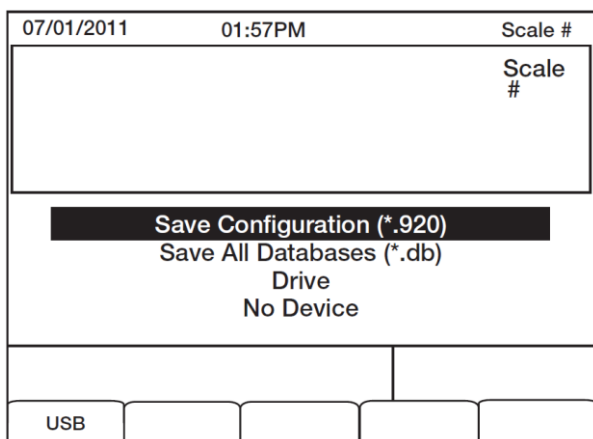 07/01/2011 01:57PM Scale #
Scale
#
Save Configuration (*.920)
Save All Databases (*.db)
Drive
No Device
USB